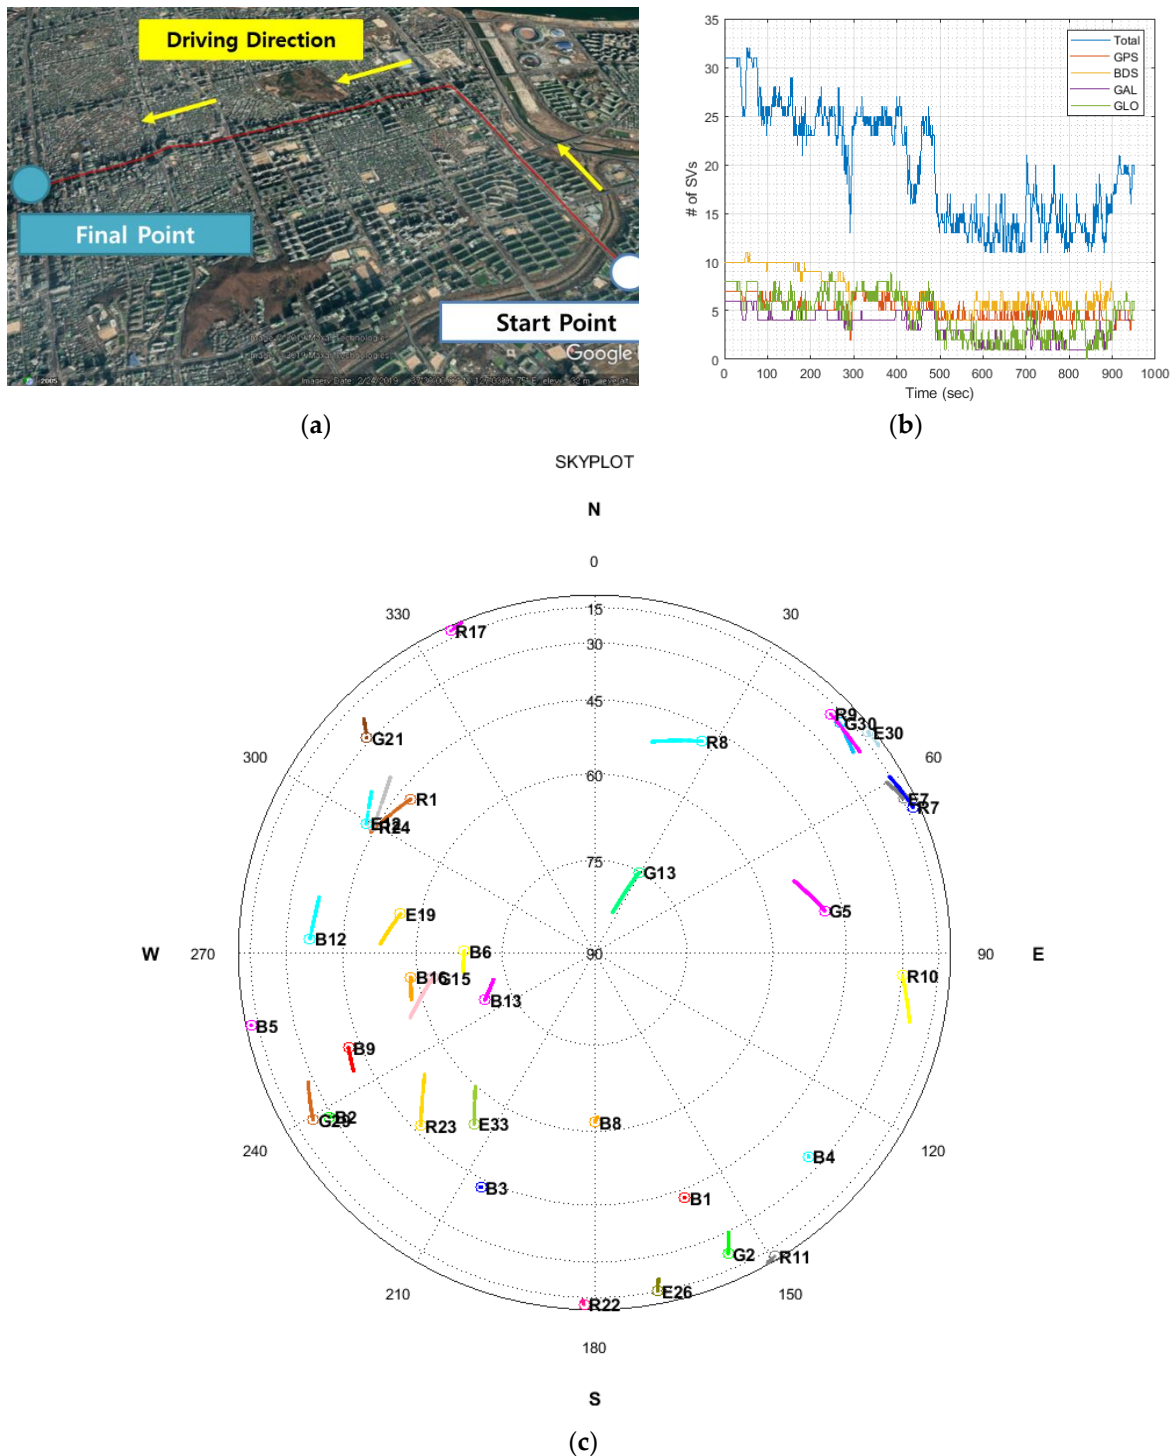 Driving Direction
Final Point
Start Point
Google
35
30
25
20
15
10
5
0
# of SVs
Total
GPS
BDS
GAL
GLO
0 100 200 300 400 500 600 700 800 900 1000
Time (sec)
(a)
(b)
SKYPLOT
N
0
330
30
15
R17
30
45
R9
G30
E30
G21
R8
300
60
60
R1
E12
R24
E7
R7
75
G13
E19
G5
B12
B6
W
270
90
90
E
B16
G15
R10
B13
B5
B9
G29
B2
R23
E33
B8
240
120
B4
B3
B1
G2
R11
E26
R22
210
150
180
S
(c)